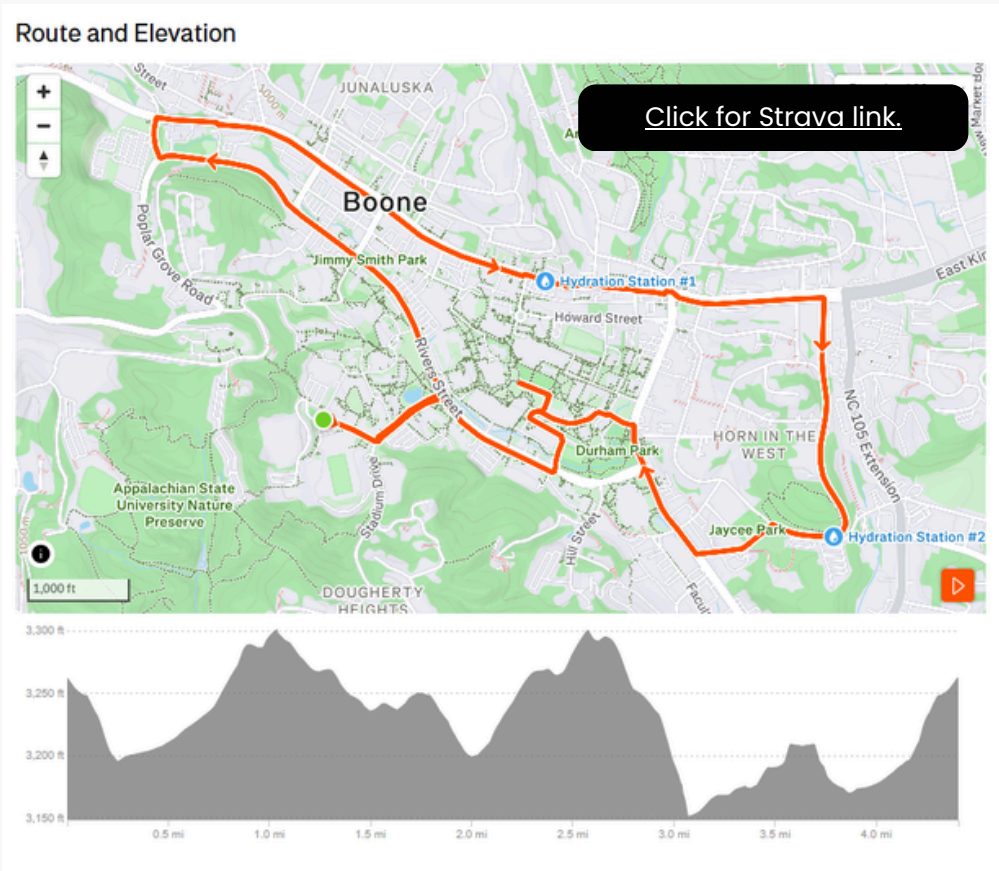 Route and Elevation
Street
1000 m
JUNALUSKA
Click for Strava link.
Market
Boone
Poplar Grove Road
Jimmy Smith Park
East
Hydration Station #1
Howard Street
Rivers Street
NC 105 Extension
HORN IN THE
WEST
Durham Park
Appalachian State
University Nature
Preserve
Stadium Drive
Hill Street
Jaycee Park
Hydration Station #2
1050 m
i
1,000 ft
DOUGHERTY
HEIGHTS
3,300 ft
3,250 ft
3,200 ft
3,150 ft
0.5 mi
1.0 mi
1.5 mi
2.0 mi
2.5 mi
3.0 mi
3.5 mi
4.0 mi